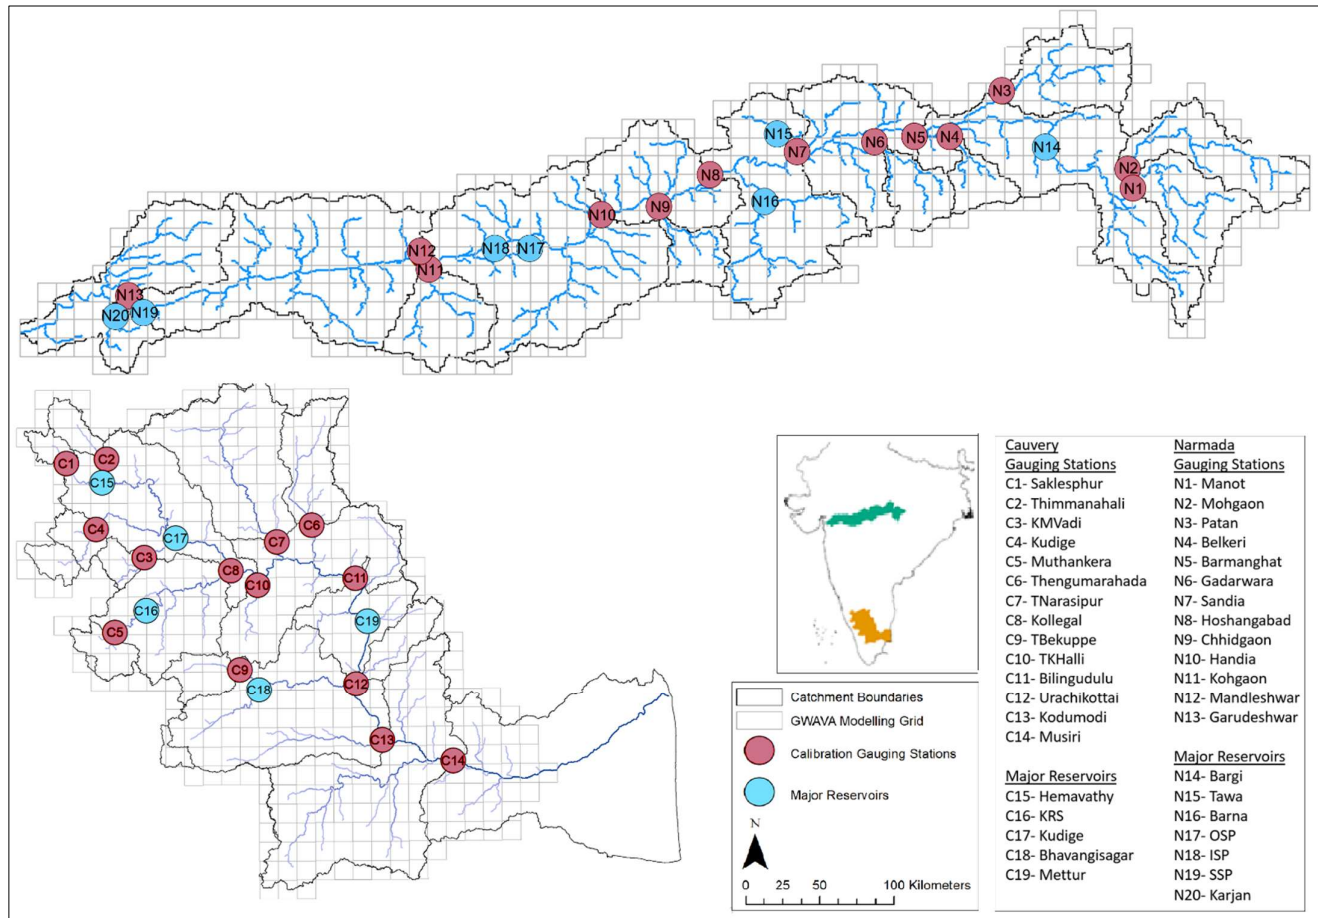 N3
N15
N6
N5
N4
N7
N14
N8
N2
N1
N16
N10
N9
N12
N18
N17
N11
N13
N20
N19
C1
C2
C15
C4
C17
C7
C6
C3
C8
C10
C11
C16
C5
C19
C9
C18
C12
C13
C14
Catchment Boundaries
GWAVA Modelling Grid
Calibration Gauging Stations
Major Reservoirs
N
0 25 50 100 Kilometers
Cauvery
Gauging Stations
C1- Saklesphur
C2- Thimmanahali
C3- KMVadi
C4- Kudige
C5- Muthankera
C6- Thengumarahada
C7- TNarasipur
C8- Kollegal
C9- TBekuppe
C10- TKHalli
C11- Bilingudulu
C12- Urachikottai
C13- Kodumodi
C14- Musiri
Major Reservoirs
C15- Hemavathy
C16- KRS
C17- Kudige
C18- Bhavangisagar
C19- Mettur
Narmada
Gauging Stations
N1- Manot
N2- Mohgaon
N3- Patan
N4- Belkeri
N5- Barmanghat
N6- Gadarwara
N7- Sandia
N8- Hoshangabad
N9- Chhidgaon
N10- Handia
N11- Kohgaon
N12- Mandleshwar
N13- Garudeshwar
Major Reservoirs
N14- Bargi
N15- Tawa
N16- Barna
N17- OSP
N18- ISP
N19- SSP
N20- Karjan